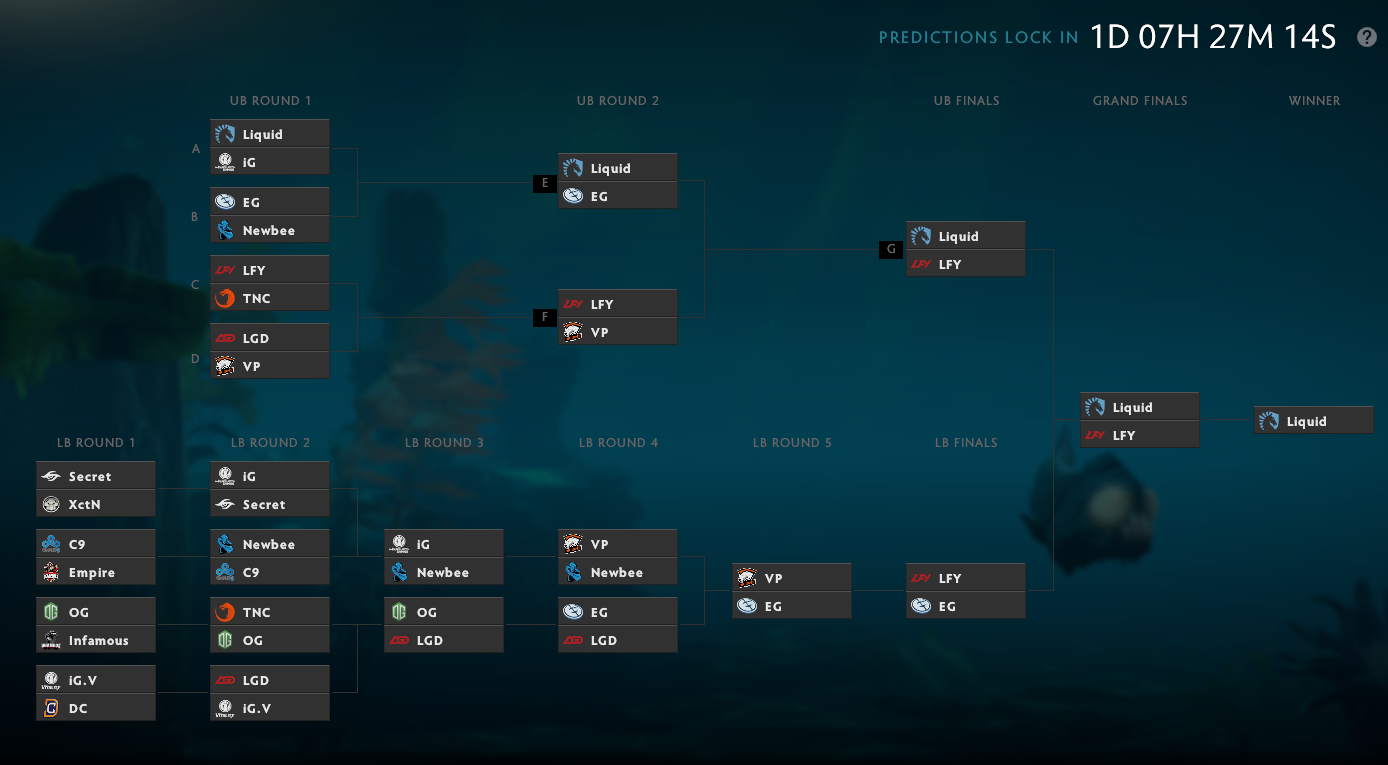 PREDICTIONS LOCK IN 1D 07H 27M 14S ?
UB ROUND 1 UB ROUND 2 UB FINALS GRAND FINALS WINNER
A
Liquid
iG
B
EG
Newbee
C
LFY
TNC
D
LGD
VP
E
Liquid
EG
F
LFY
VP
G
Liquid
LFY
Liquid
LFY
Liquid
LB ROUND 1 LB ROUND 2 LB ROUND 3 LB ROUND 4 LB ROUND 5 LB FINALS
Secret
XctN
C9
Empire
OG
Infamous
iG.V
DC
iG
Secret
Newbee
C9
TNC
OG
LGD
iG.V
iG
Newbee
OG
LGD
VP
Newbee
EG
LGD
VP
EG
LFY
EG